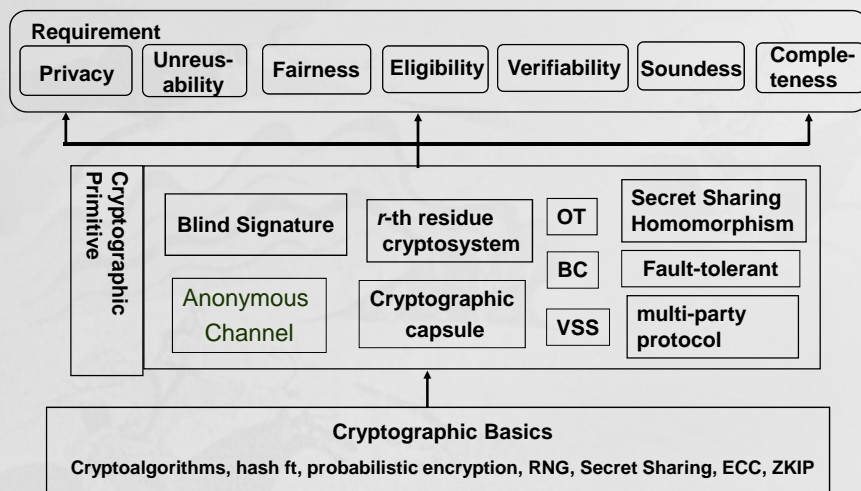 Requirement
Privacy
Unreus-
ability
Fairness
Eligibility
Verifiability
Soundess
Comple-
teness
Cryptographic
Primitive
Blind Signature
r-th residue
cryptosystem
OT
Secret Sharing
Homomorphism
BC
Fault-tolerant
Anonymous
Channel
Cryptographic
capsule
VSS
multi-party
protocol
Cryptographic Basics
Cryptoalgorithms, hash ft, probabilistic encryption, RNG, Secret Sharing, ECC, ZKIP